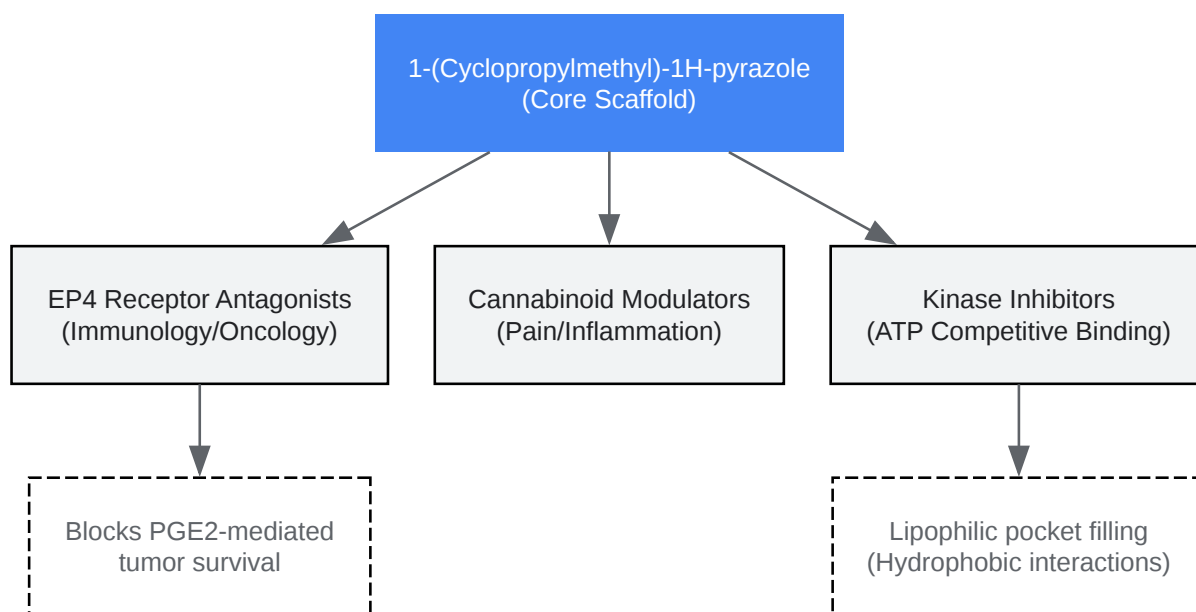 1-(Cyclopropylmethyl)-1H-pyrazole
(Core Scaffold)
EP4 Receptor Antagonists
(Immunology/Oncology)
Cannabinoid Modulators
(Pain/Inflammation)
Kinase Inhibitors
(ATP Competitive Binding)
Blocks PGE2-mediated
tumor survival
Lipophilic pocket filling
(Hydrophobic interactions)